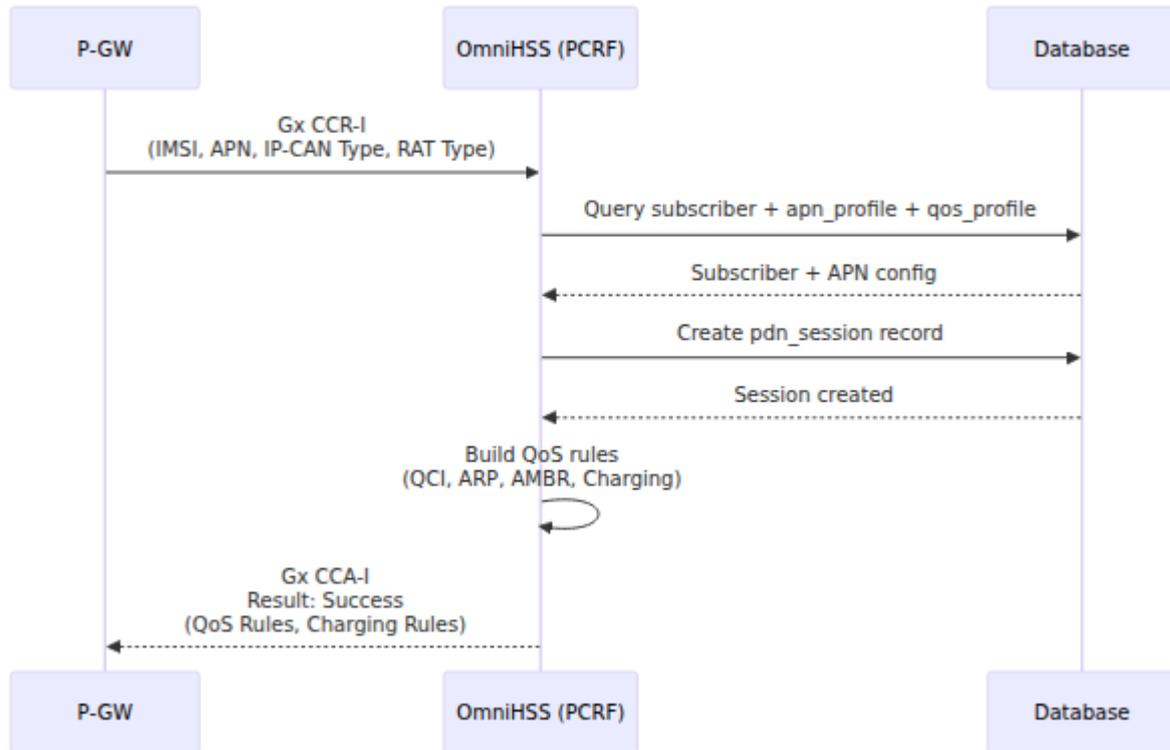 P-GW
OmniHSS (PCRF)
Database
Gx CCR-I
(IMSI, APN, IP-CAN Type, RAT Type)
Query subscriber + apn_profile + qos_profile
Subscriber + APN config
Create pdn_session record
Session created
Build QoS rules
(QCI, ARP, AMBR, Charging)
Gx CCA-I
Result: Success
(QoS Rules, Charging Rules)
P-GW
OmniHSS (PCRF)
Database